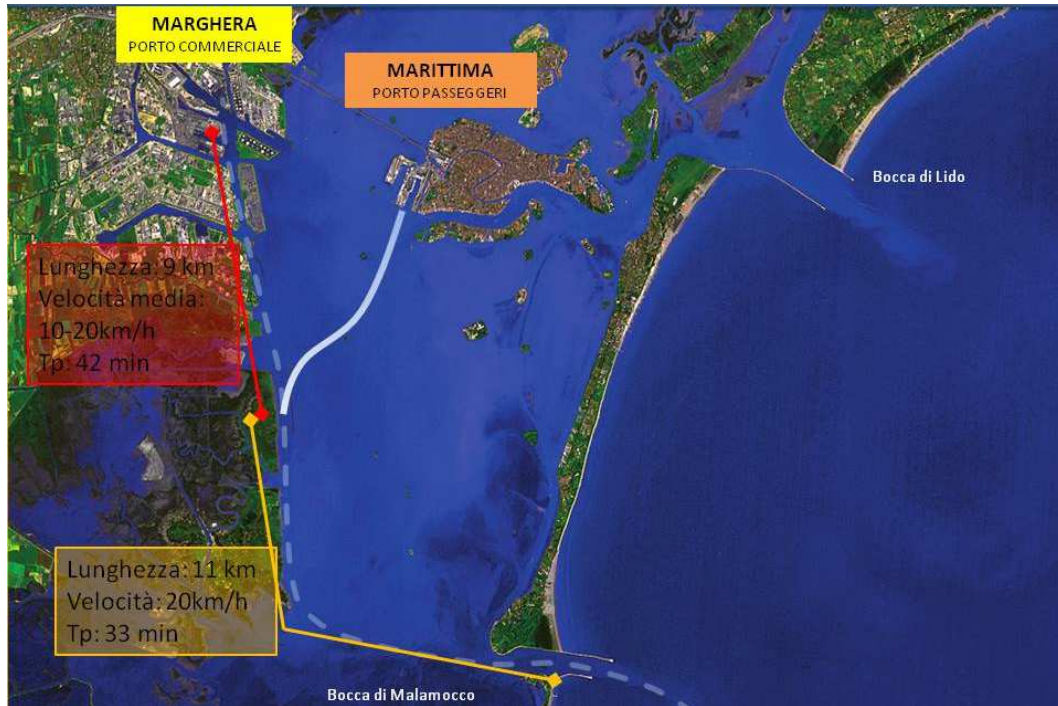 MARGHERA
PORTO COMMERCIALE
MARITTIMA
PORTO PASSEGGERI
Bocca di Lido
Lunghezza: 9 km
Velocità media:
10-20km/h
Tp: 42 min
Lunghezza: 11 km
Velocità: 20km/h
Tp: 33 min
Bocca di Malamocco